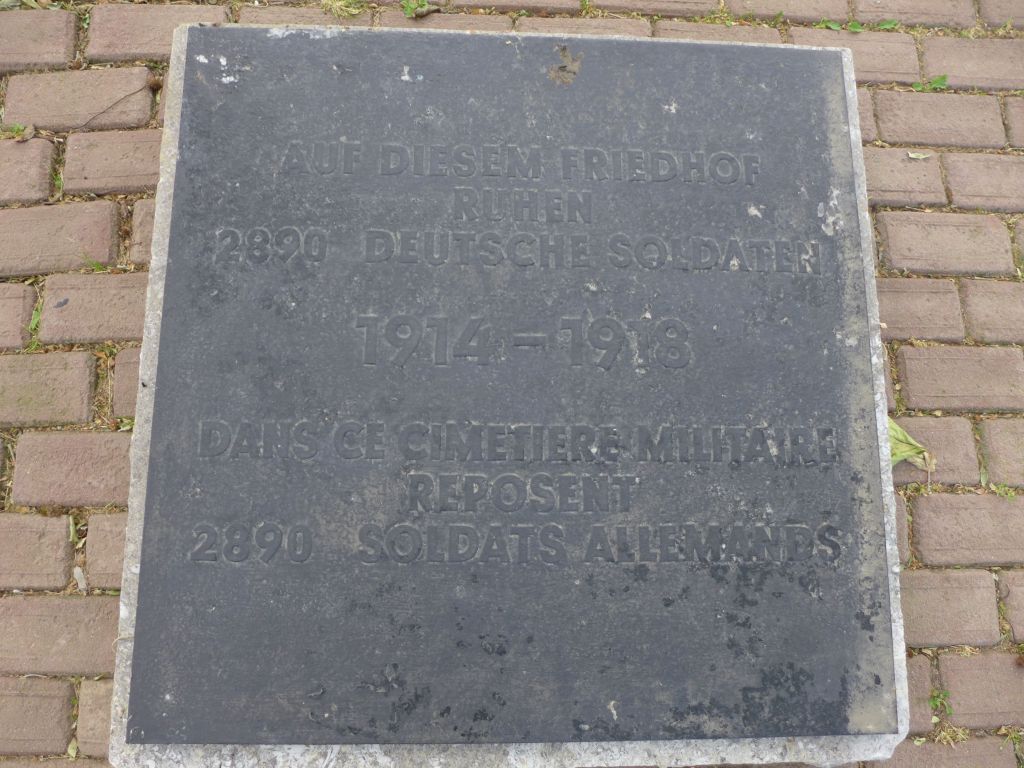 AUF DIESEM FRIEDHOF
RUHEN
2890 DEUTSCHE SOLDATEN
1914 – 1918
DANS CE CIMETIERE MILITAIRE
REPOSENT
2890 SOLDATS ALLEMANDS